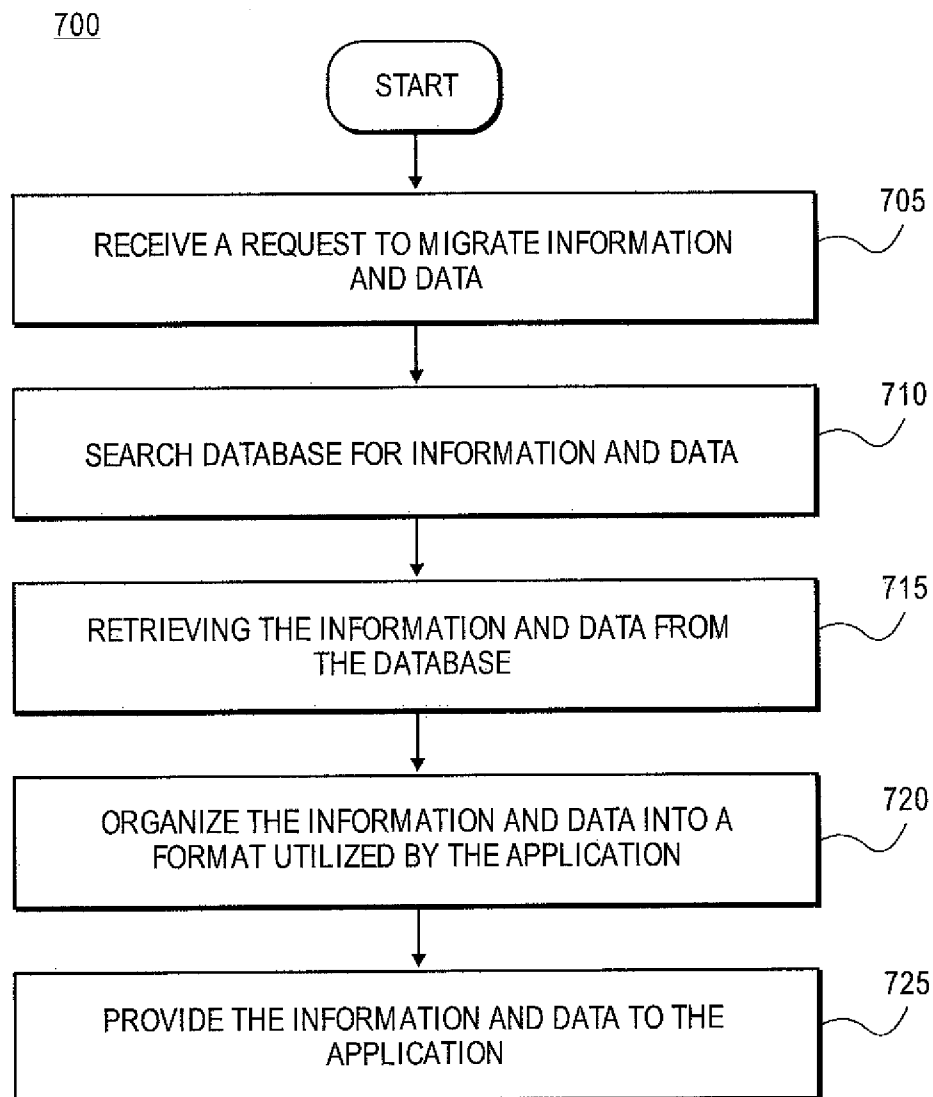 700
START
705
RECEIVE A REQUEST TO MIGRATE INFORMATION
AND DATA
710
SEARCH DATABASE FOR INFORMATION AND DATA
715
RETRIEVING THE INFORMATION AND DATA FROM
THE DATABASE
720
ORGANIZE THE INFORMATION AND DATA INTO A
FORMAT UTILIZED BY THE APPLICATION
725
PROVIDE THE INFORMATION AND DATA TO THE
APPLICATION